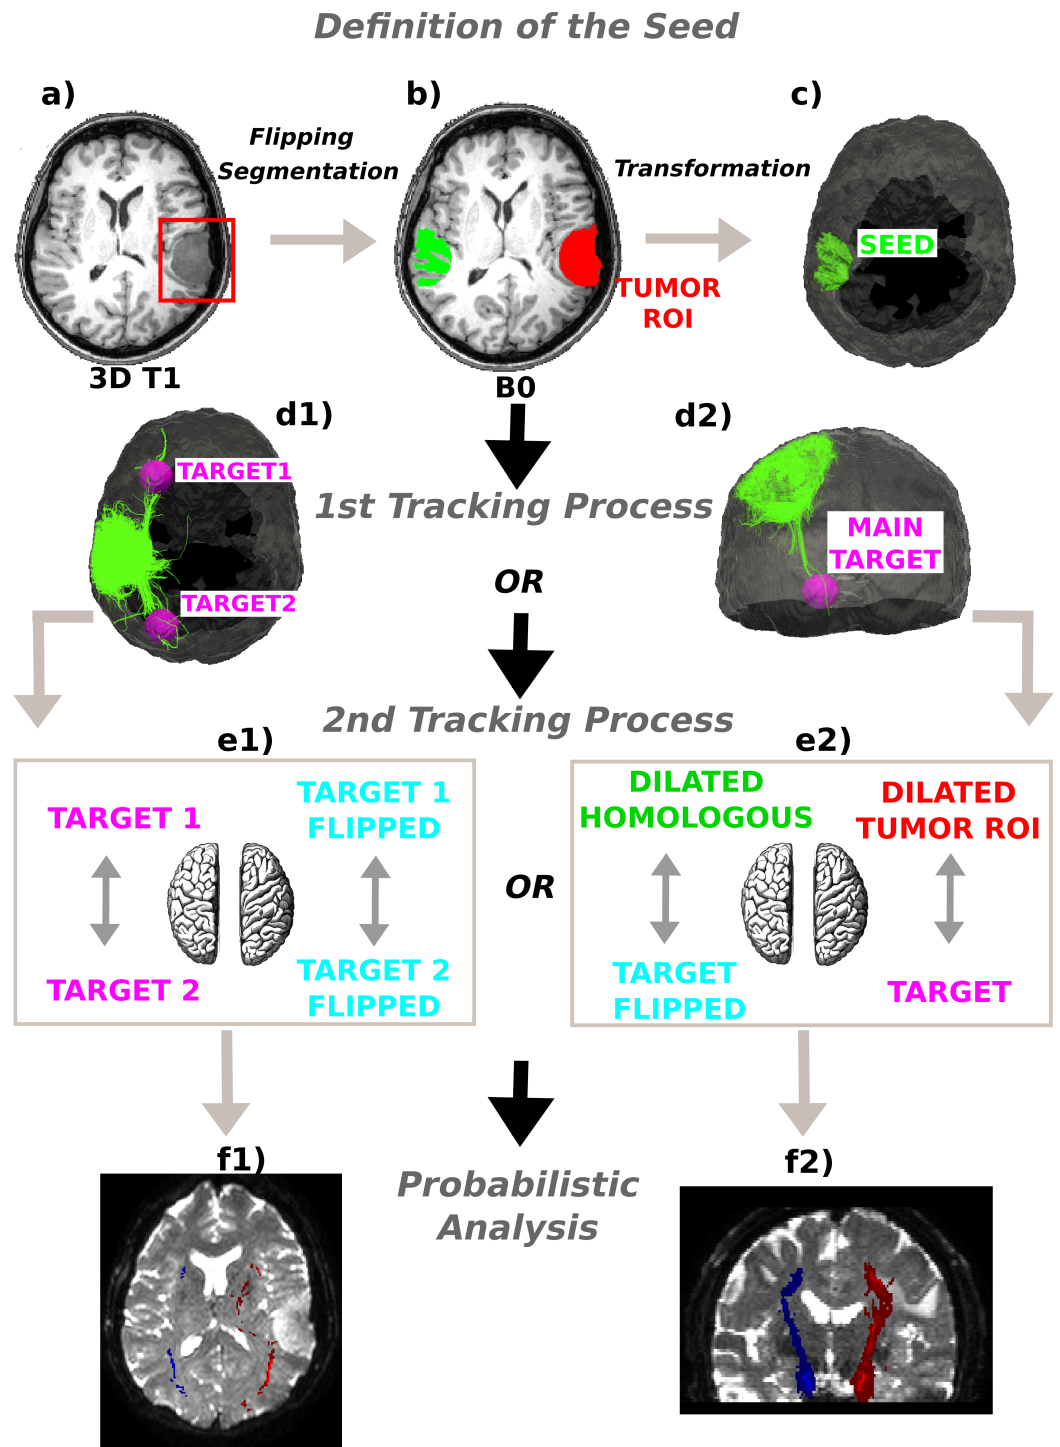 Definition of the Seed
a)
b)
c)
Flipping
Segmentation
Transformation
SEED
TUMOR
ROI
3D T1
B0
d1)
d2)
TARGET1
1st Tracking Process
MAIN
TARGET
OR
TARGET2
2nd Tracking Process
e1)
e2)
TARGET 1
TARGET 1
FLIPPED
TARGET 2
TARGET 2
FLIPPED
OR
DILATED
HOMOLOGOUS
DILATED
TUMOR ROI
TARGET
FLIPPED
TARGET
f1)
f2)
Probabilistic
Analysis